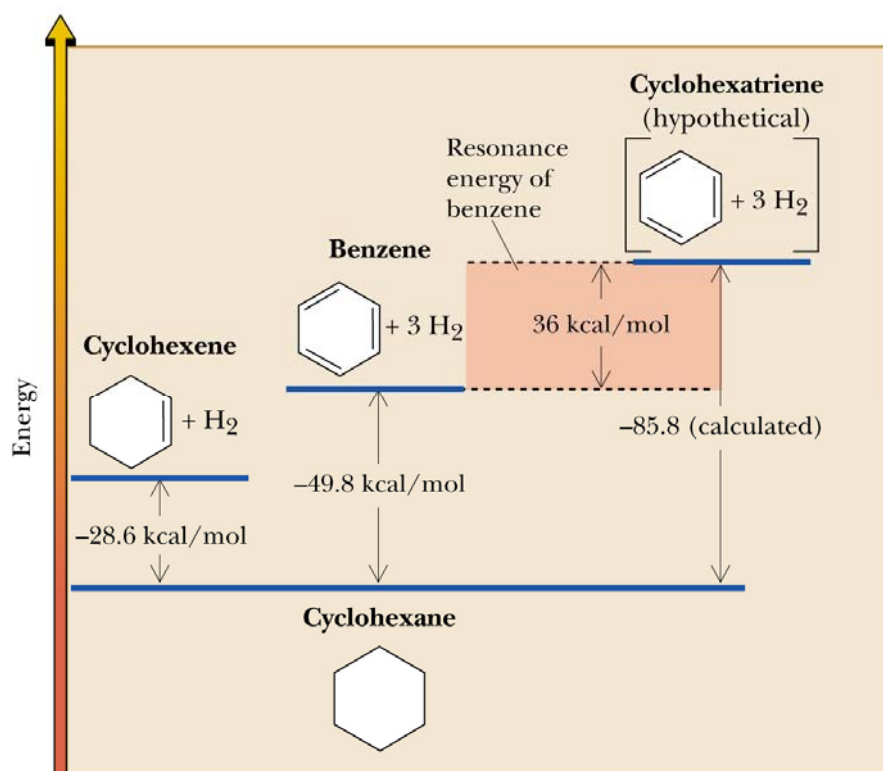 Cyclohexatriene
(hypothetical)
Resonance
energy of
benzene
+ 3 H2
Benzene
+ 3 H2
36 kcal/mol
Cyclohexene
+ H2
Energy
–85.8 (calculated)
–49.8 kcal/mol
–28.6 kcal/mol
Cyclohexane